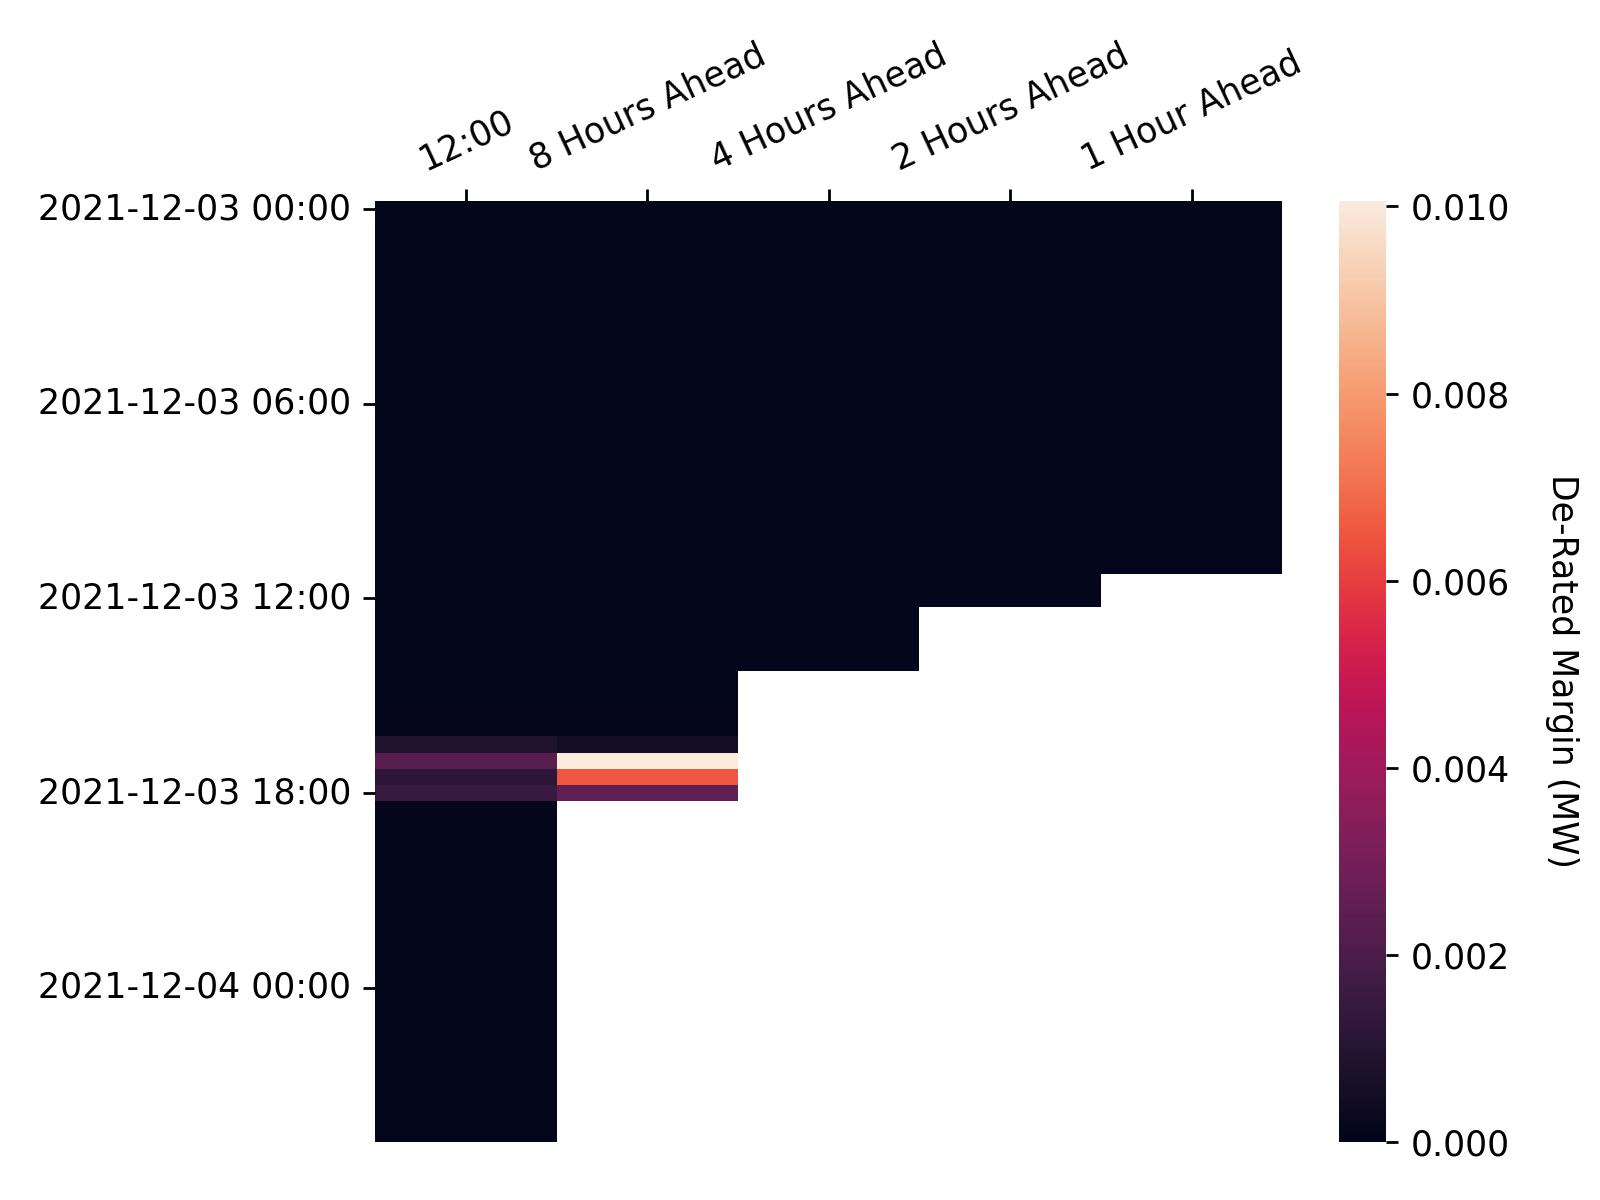 12:00
8 Hours Ahead
4 Hours Ahead
2 Hours Ahead
1 Hour Ahead
2021-12-03 00:00
2021-12-03 06:00
2021-12-03 12:00
2021-12-03 18:00
2021-12-04 00:00
0.010
0.008
0.006
0.004
0.002
0.000
De-Rated Margin (MW)